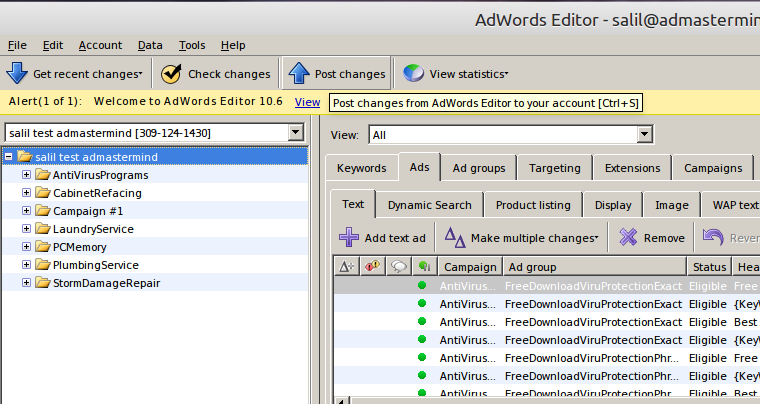 AdWords Editor - salil@admastermin
File Edit Account Data Tools Help
Get recent changes Check changes Post changes View statistics
Alert(1 of 1): Welcome to AdWords Editor 10.6 View
Post changes from AdWords Editor to your account [Ctrl+S]
salil test admastermind [309-124-1430]
View: All
salil test admastermind
AntiVirusPrograms
CabinetRefacing
Campaign #1
LaundryService
PCMemory
PlumbingService
StormDamageRepair
Keywords Ads Ad groups Targeting Extensions Campaigns
Text Dynamic Search Product listing Display Image WAP text
Add text ad Make multiple changes Remove Rever
Campaign Ad group Status Hea
AntiVirus... FreeDownloadViruProtectionExact Eligible Free
AntiVirus... FreeDownloadViruProtectionExact Eligible {KeyW
AntiVirus... FreeDownloadViruProtectionExact Eligible Best
AntiVirus... FreeDownloadViruProtectionExact Eligible {KeyW
AntiVirus... FreeDownloadViruProtectionPhr... Eligible Free
AntiVirus... FreeDownloadViruProtectionPhr... Eligible {KeyW
AntiVirus... FreeDownloadViruProtectionPhr... Eligible Best